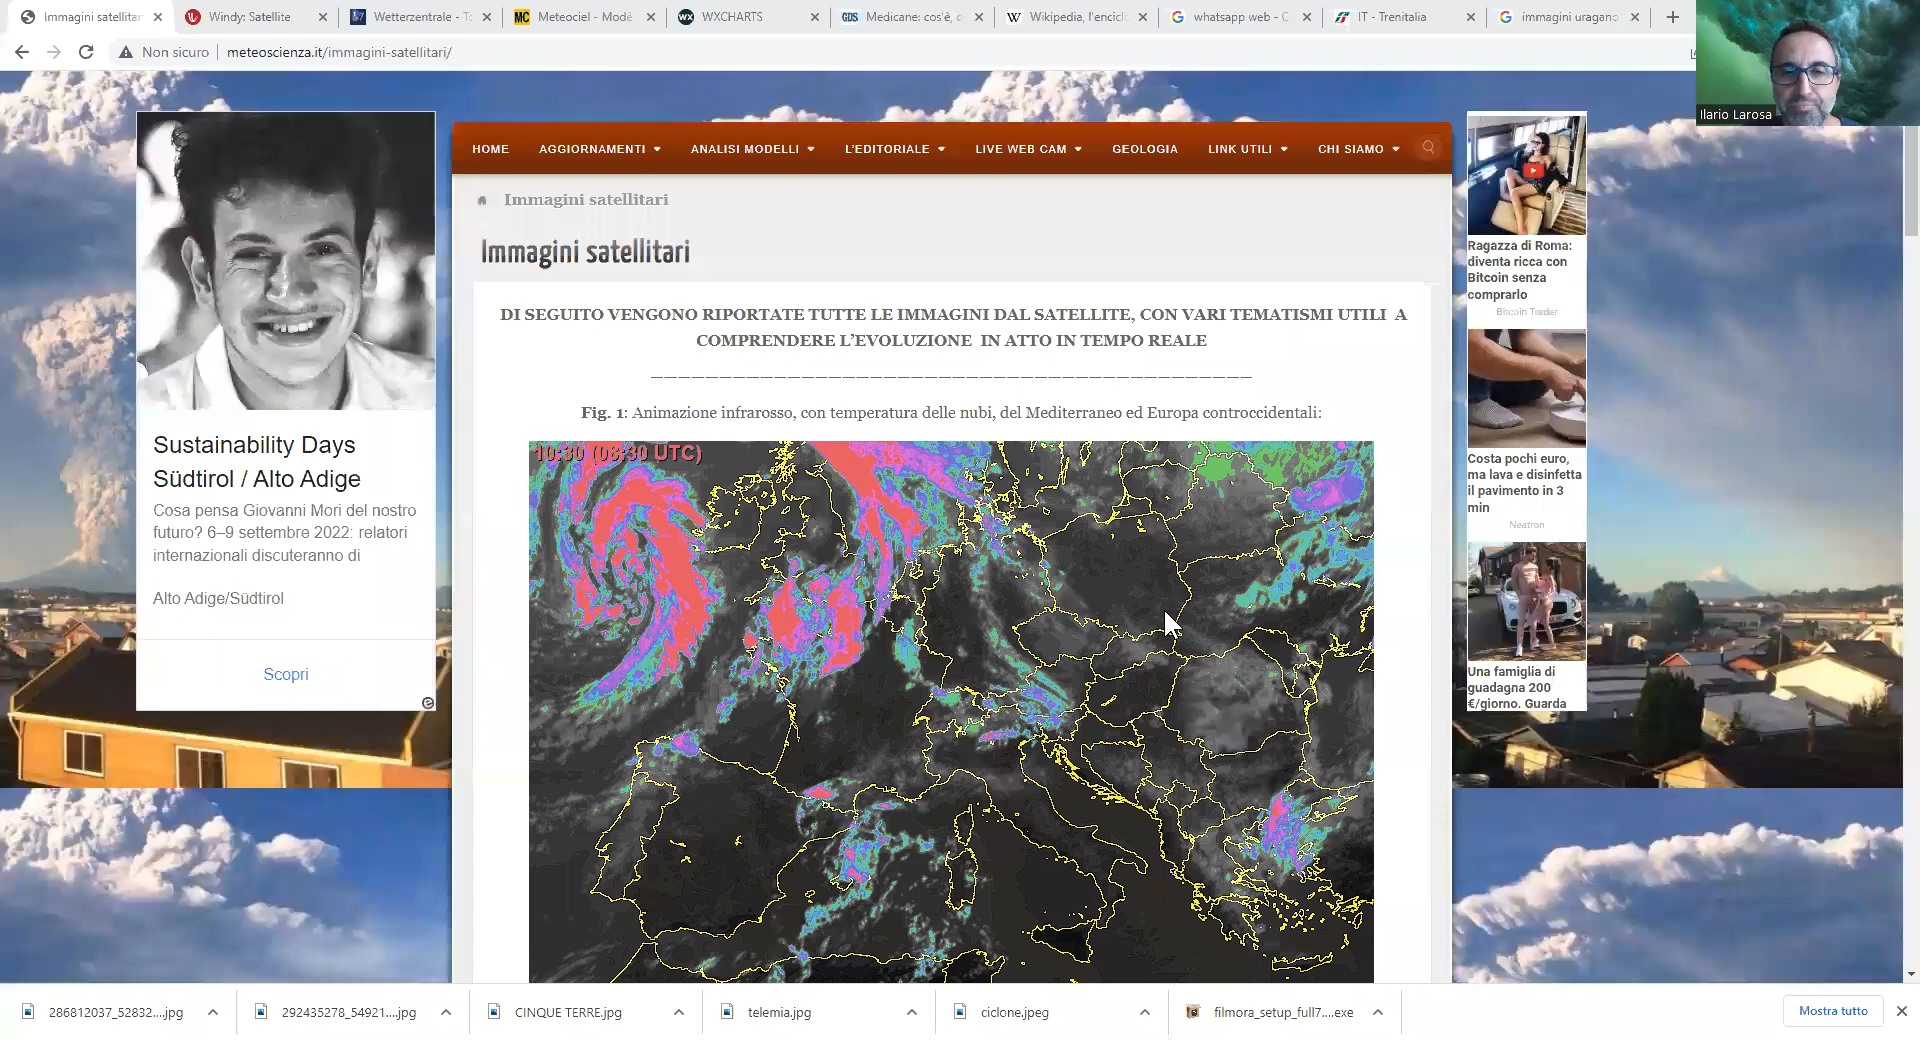 Immagini satellitar
Windy: Satellite
Wetterzentrale - To
Meteociel - Modè
WXCHARTS
Medicane: cos'è, d
Wikipedia, l'encicl
whatsapp web - C
IT - Trenitalia
immagini uragano
Non sicuro
meteoscienza.it/immagini-satellitari/
Ilario Larosa
HOME
AGGIORNAMENTI
ANALISI MODELLI
L'EDITORIALE
LIVE WEB CAM
GEOLOGIA
LINK UTILI
CHI SIAMO
Immagini satellitari
Immagini satellitari
DI SEGUITO VENGONO RIPORTATE TUTTE LE IMMAGINI DAL SATELLITE, CON VARI TEMATISMI UTILI A
COMPRENDERE L'EVOLUZIONE IN ATTO IN TEMPO REALE
Fig. 1: Animazione infrarosso, con temperatura delle nubi, del Mediterraneo ed Europa controccidentali:
10:30 (08:30 UTC)
Sustainability Days
Südtirol / Alto Adige
Cosa pensa Giovanni Mori del nostro
futuro? 6–9 settembre 2022: relatori
internazionali discuteranno di
Alto Adige/Südtirol
Scopri
Ragazza di Roma:
diventa ricca con
Bitcoin senza
comprarlo
Bitcoin Trader
Costa pochi euro,
ma lava e disinfetta
il pavimento in 3
min
Neatron
Una famiglia di
guadagna 200
€/giorno. Guarda
286812037_52832....jpg
292435278_54921....jpg
CINQUE TERRE.jpg
telemia.jpg
ciclone.jpeg
filmora_setup_full7....exe
Mostra tutto